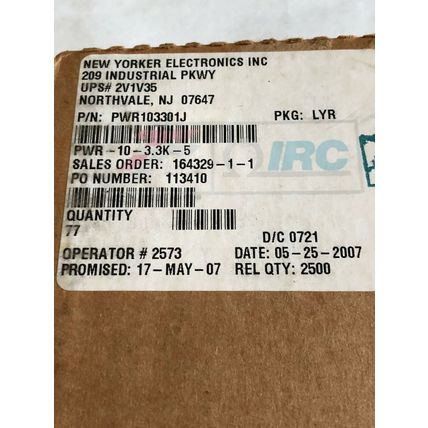 NEW YORKER ELECTRONICS INC
209 INDUSTRIAL PKWY
UPS# 2V1V35
NORTHVALE, NJ 07647
P/N: PWR103301J PKG: LYR
PWR-10-3.3K-5
IRC
SALES ORDER: 164329-1-1
PO NUMBER: 113410
QUANTITY
77
D/C 0721
OPERATOR # 2573 DATE: 05-25-2007
PROMISED: 17-MAY-07 REL QTY: 2500